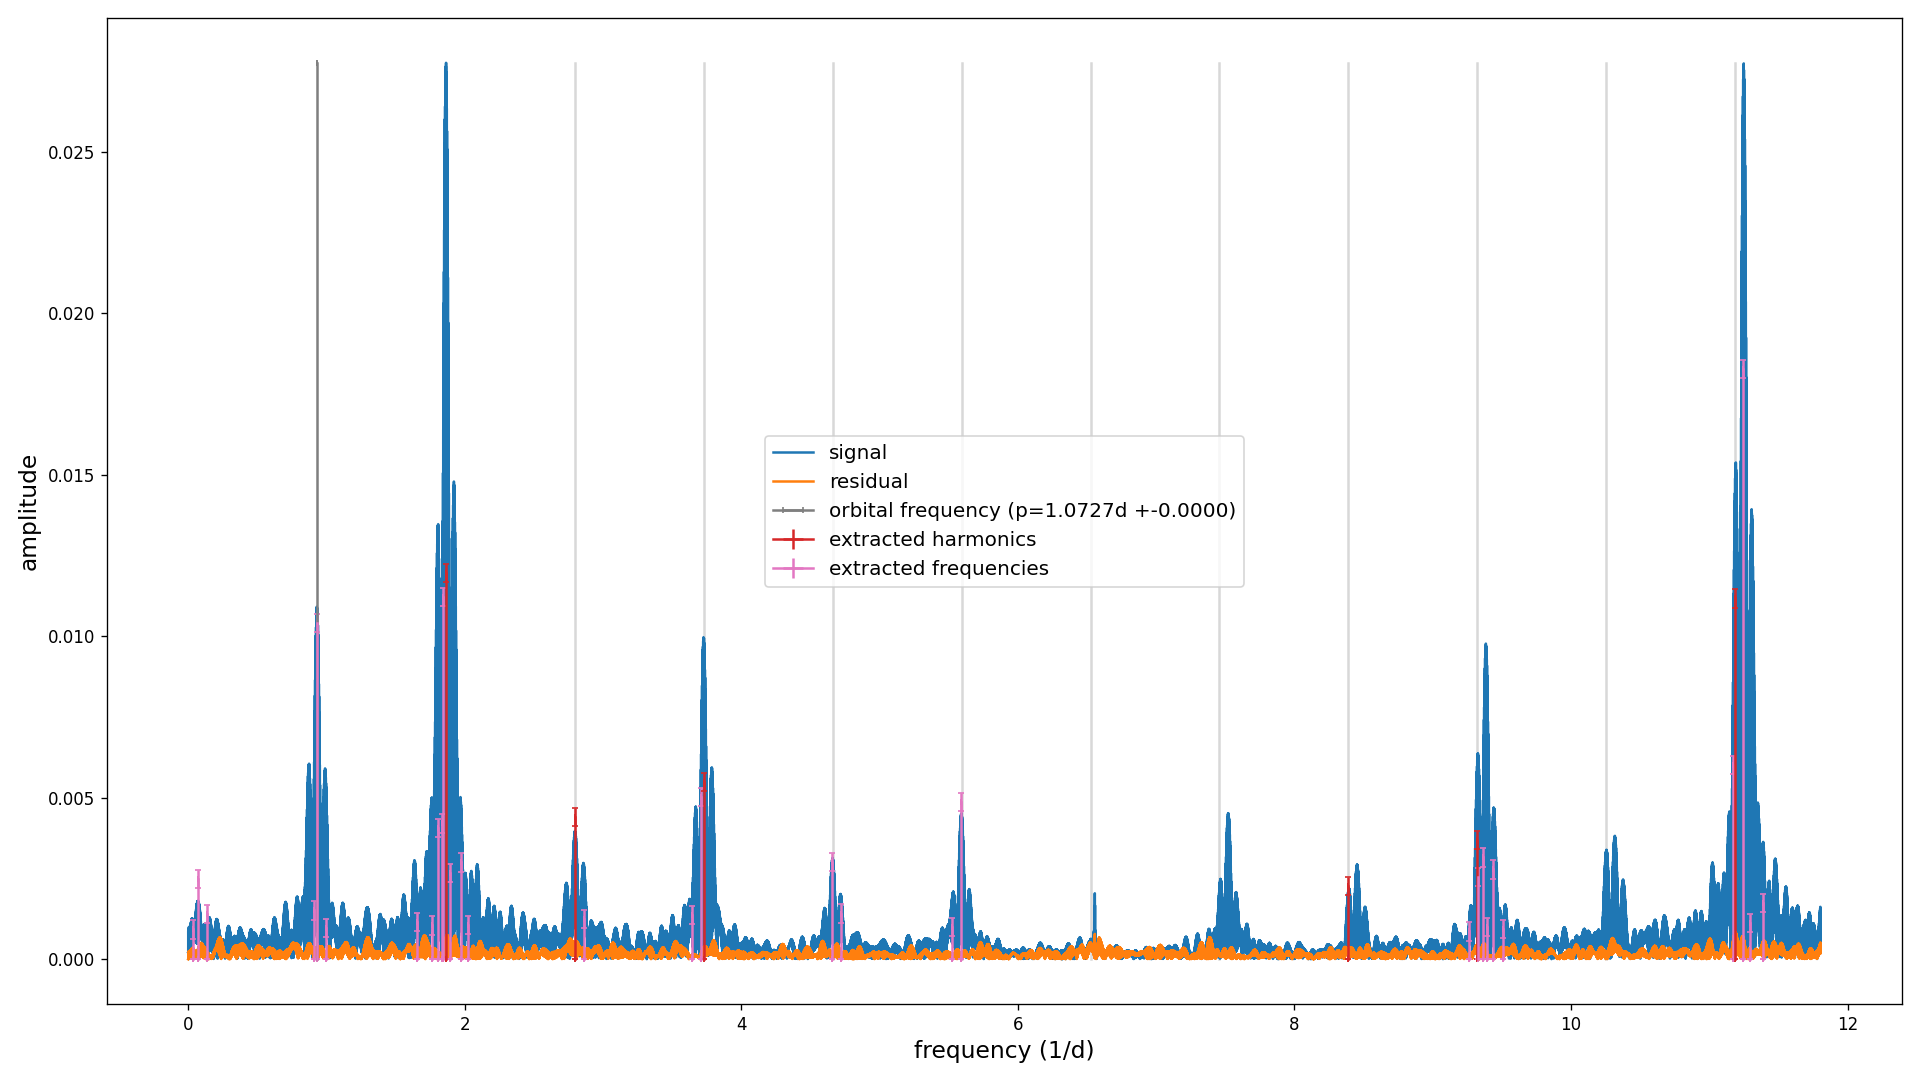 0.025
0.020
0.015
0.010
0.005
0.000
amplitude
signal
residual
orbital frequency (p=1.0727d +-0.0000)
extracted harmonics
extracted frequencies
0 2 4 6 8 10 12
frequency (1/d)